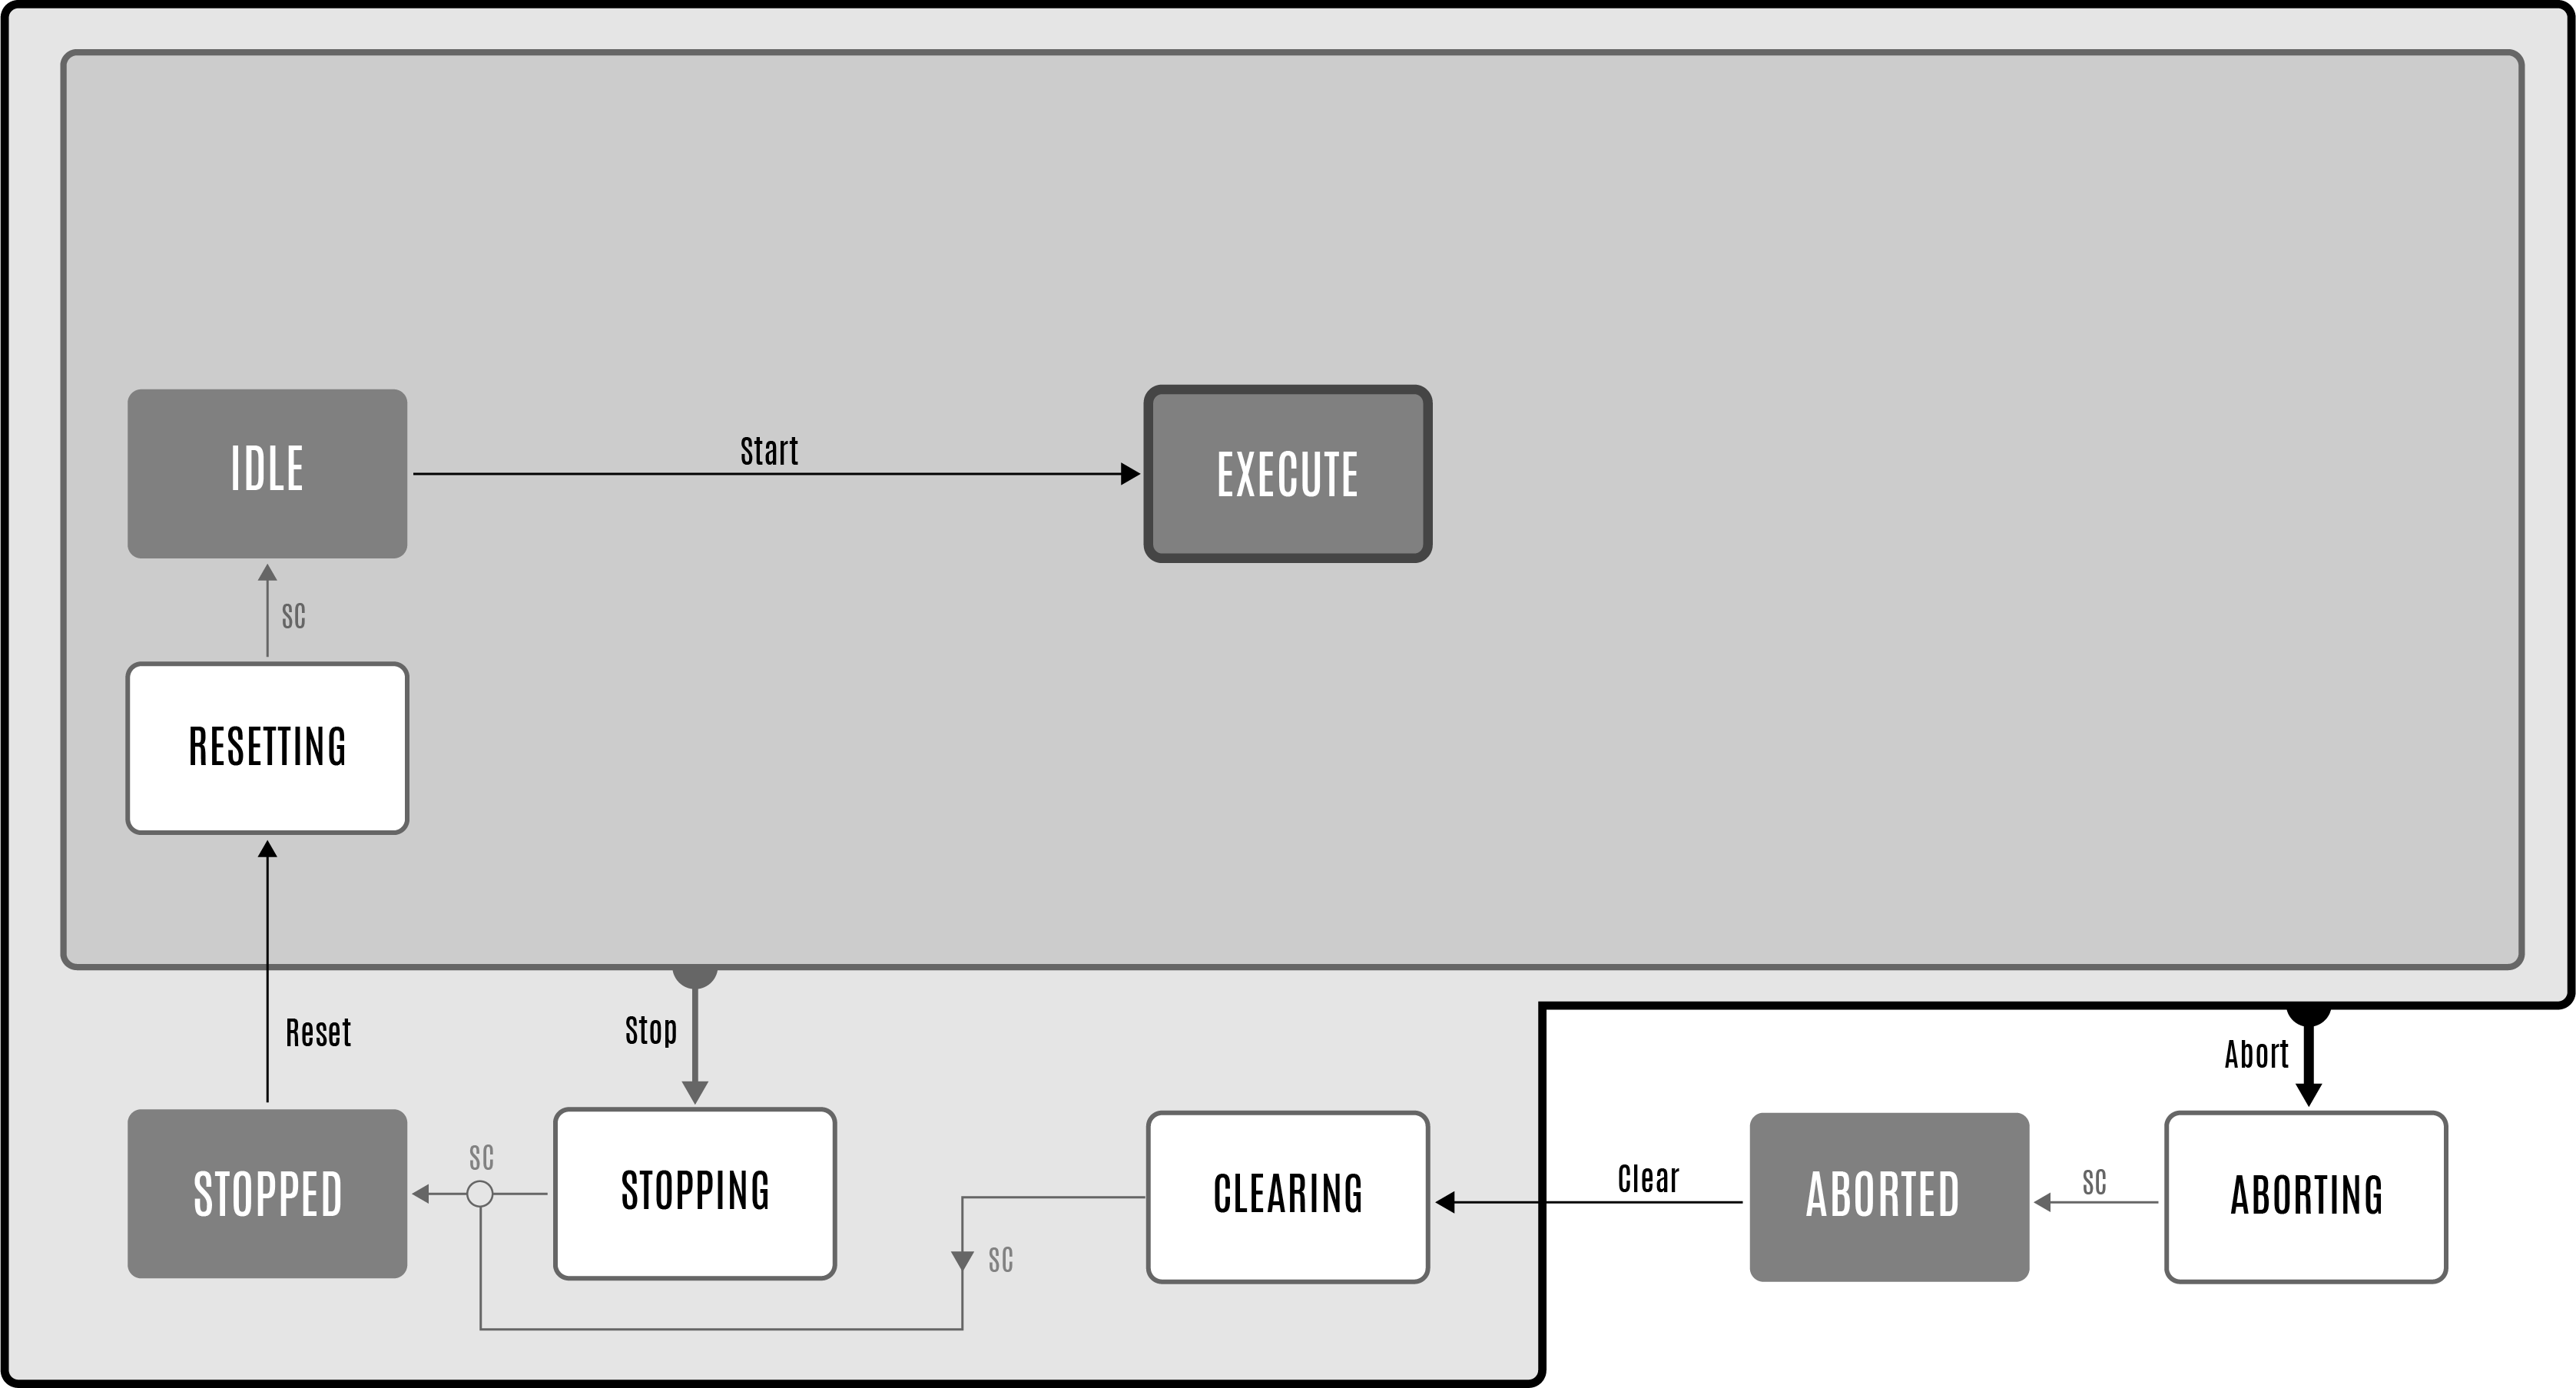 Start
IDLE
EXECUTE
SC
RESETTING
Reset
Stop
Abort
STOPPED
SC
STOPPING
CLEARING
Clear
ABORTED
SC
ABORTING
SC